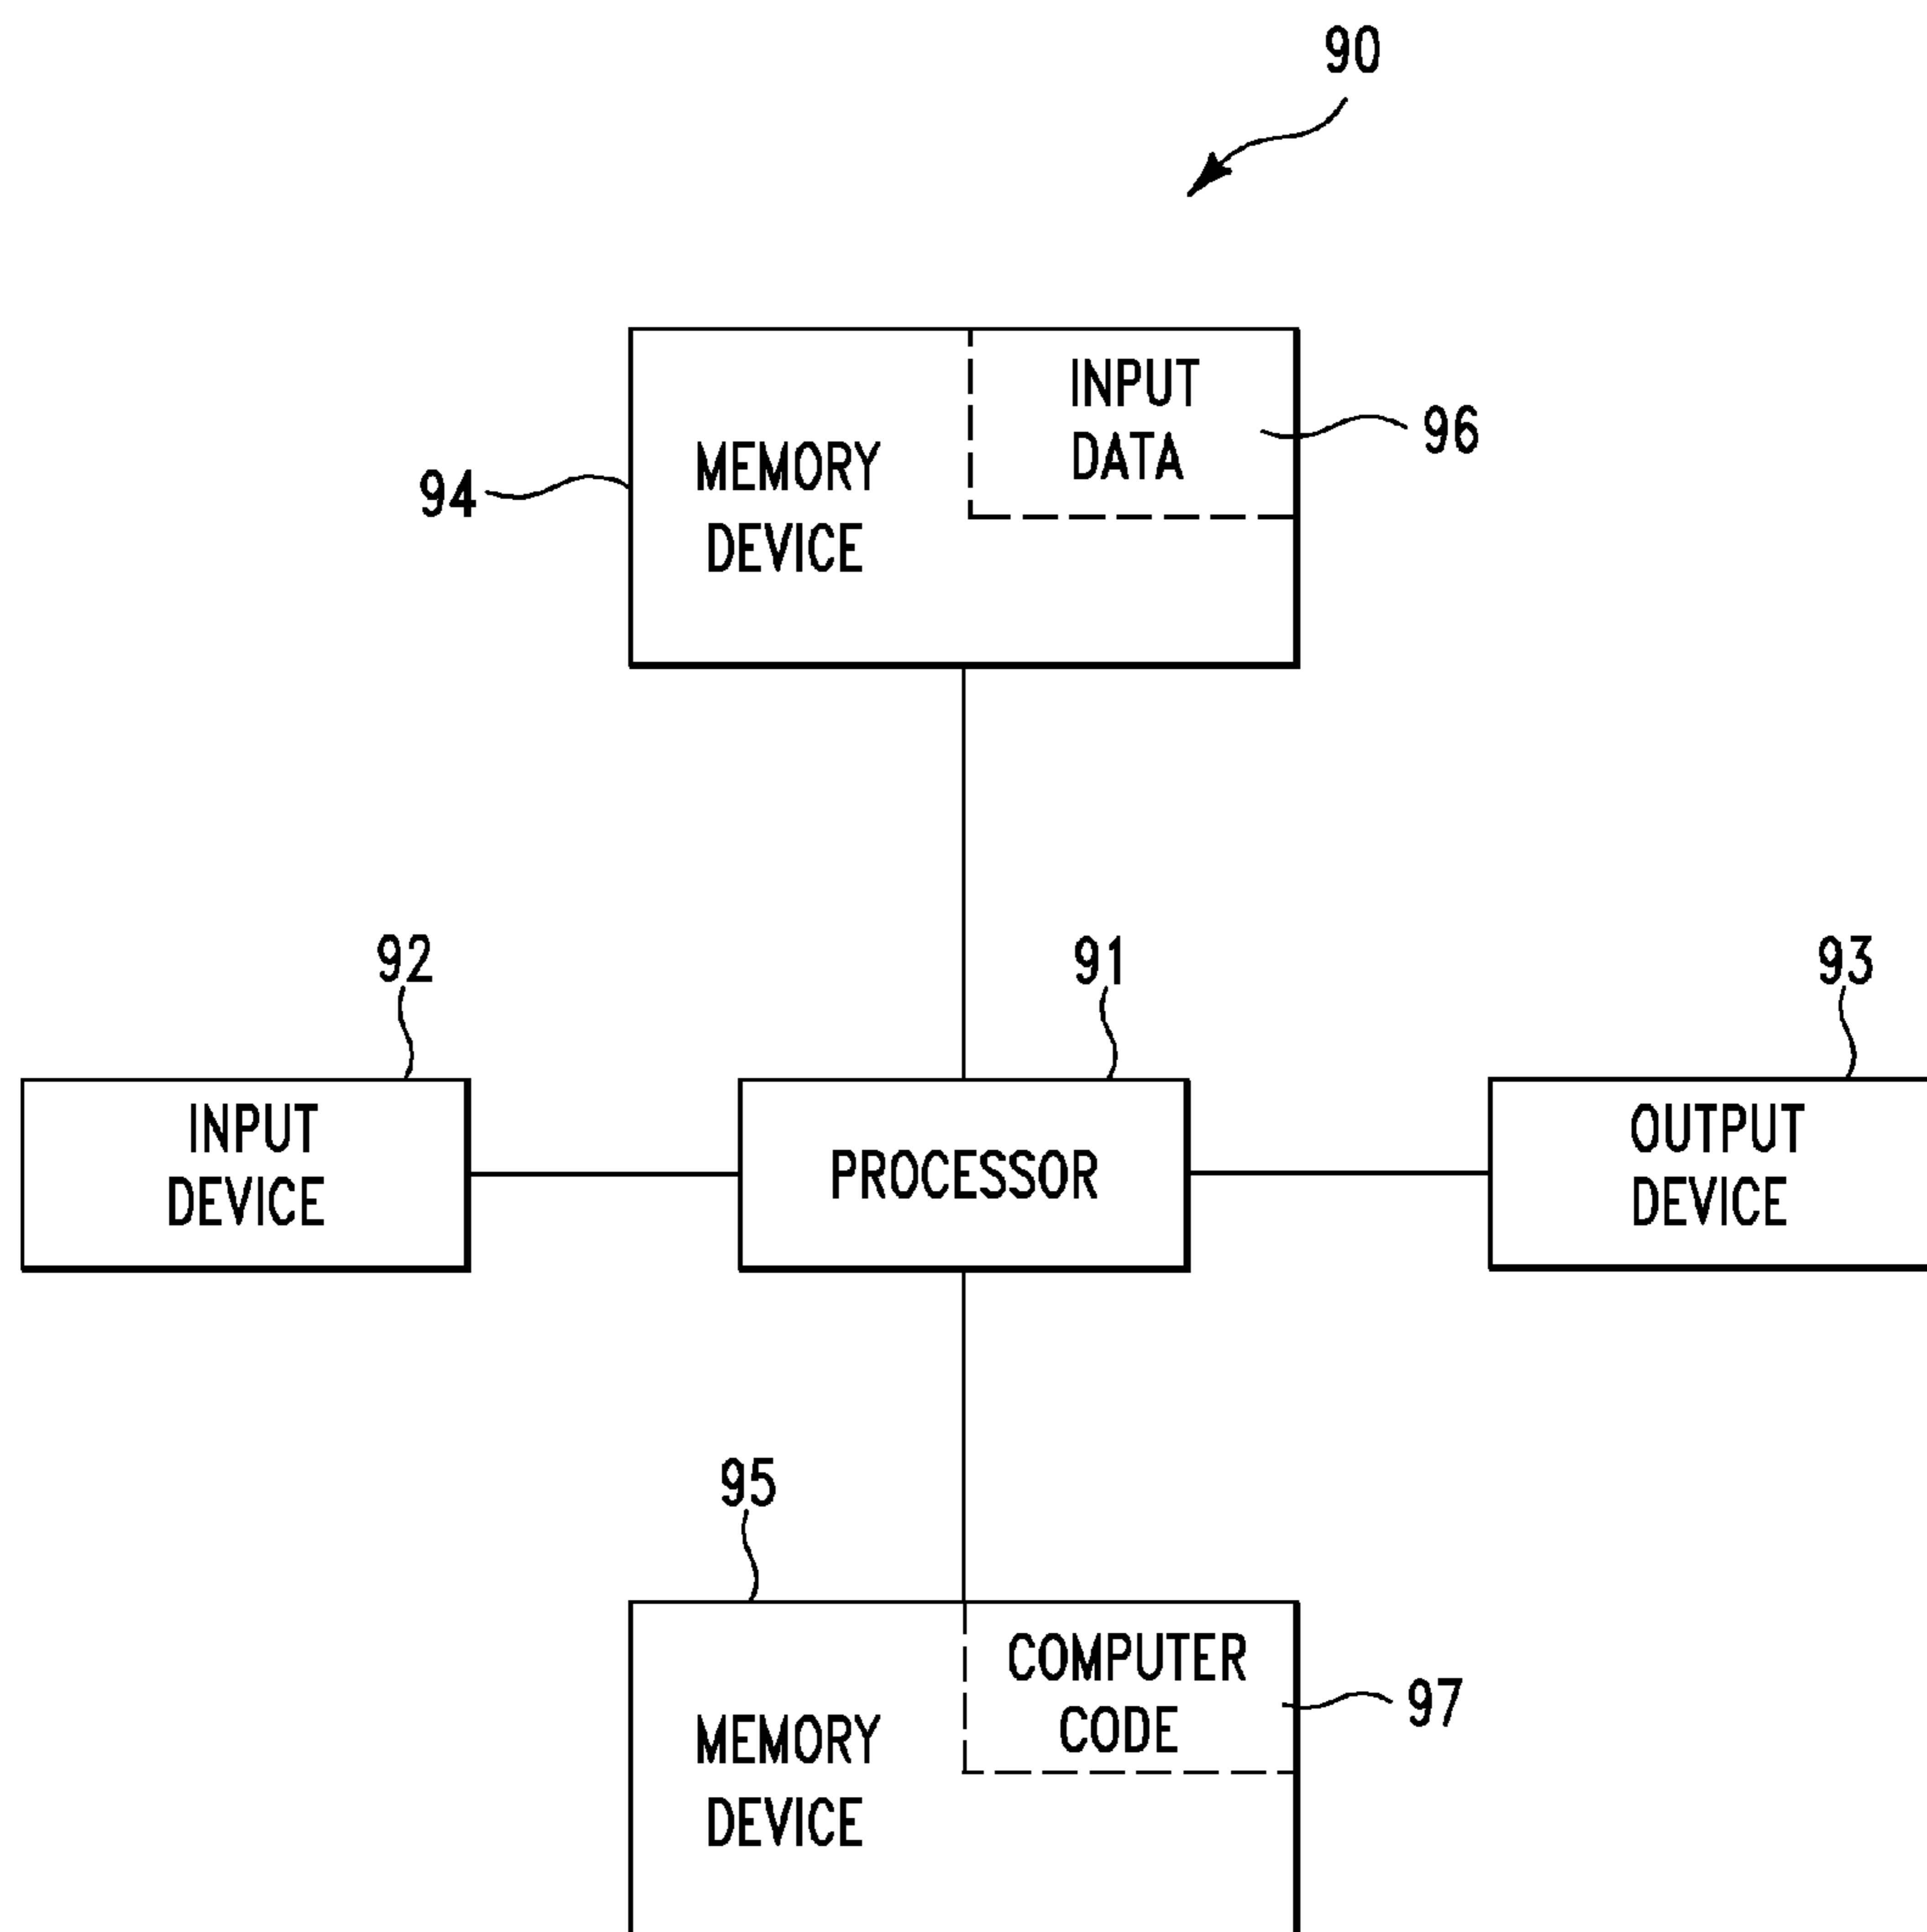 90
INPUT
DATA
96
MEMORY
DEVICE
94
92
91
93
INPUT
DEVICE
PROCESSOR
OUTPUT
DEVICE
95
COMPUTER
CODE
97
MEMORY
DEVICE